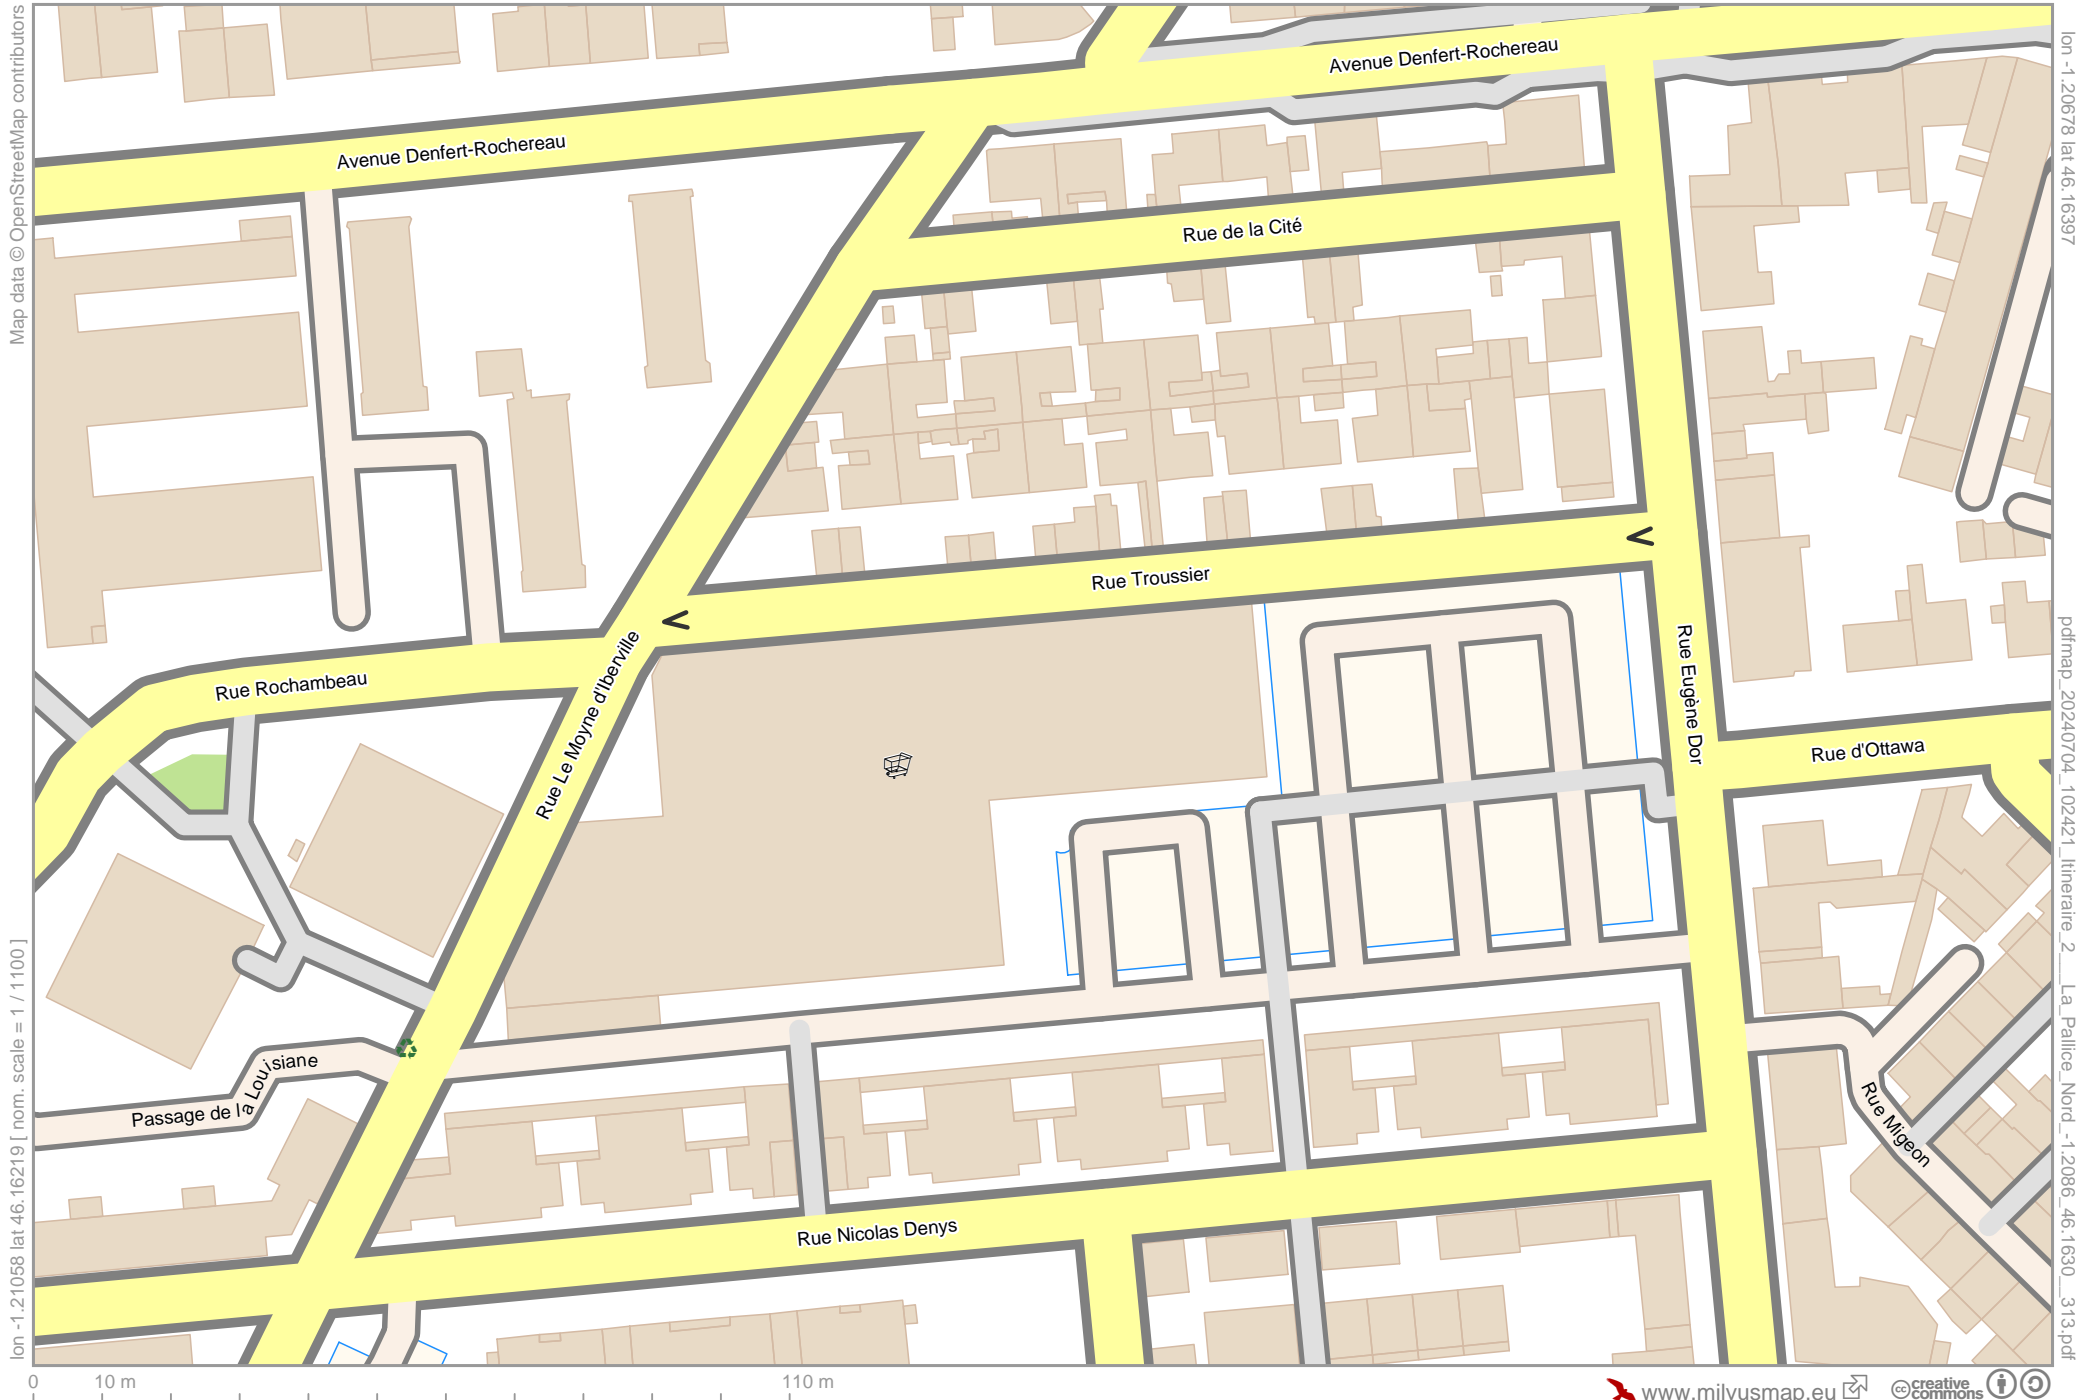 Map data © OpenStreetMap contributors
lon -1.21058 lat 46.16219 [ nom. scale = 1 / 1100 ]
Avenue Denfert-Rochereau
Avenue Denfert-Rochereau
Rue de la Cité
Rue Troussier
Rue Rochambeau
Rue Le Moyne d'Iberville
Rue Eugène Dor
Rue d'Ottawa
Passage de la Louisiane
Rue Migeon
Rue Nicolas Denys
lon -1.20678 lat 46.16397
pdfmap_20240704_102421_Itineraire_2___La_Pallice_Nord_-1.2086_46.1630__313.pdf
0 10 m 110 m
www.milvusmap.eu
cc creative commons